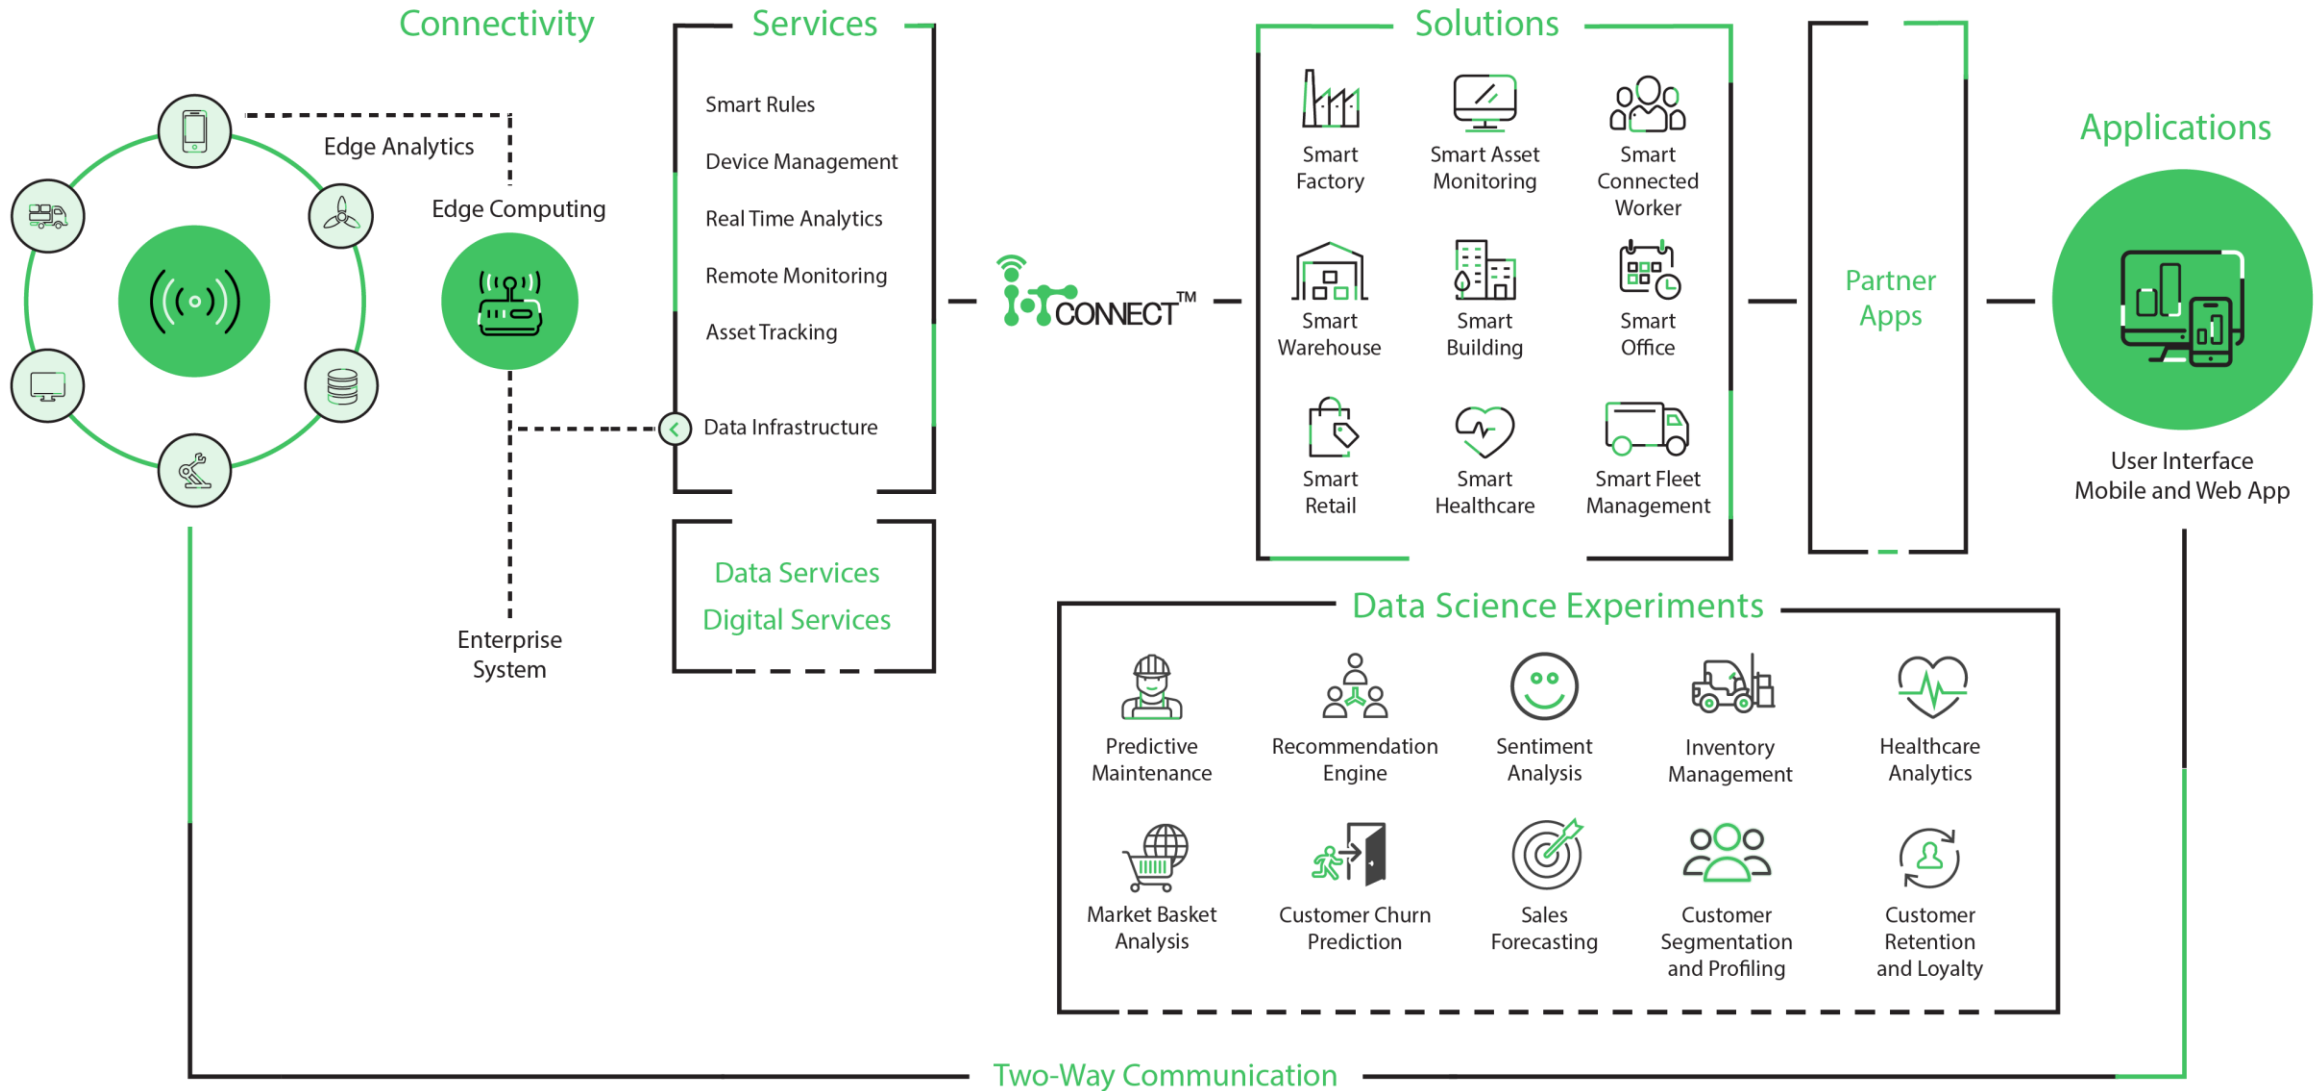 Connectivity
Edge Analytics
Edge Computing
Enterprise
System
Services
Smart Rules
Device Management
Real Time Analytics
Remote Monitoring
Asset Tracking
Data Infrastructure
Data Services
Digital Services
IoT CONNECT™
Solutions
Smart
Factory
Smart Asset
Monitoring
Smart
Connected
Worker
Smart
Warehouse
Smart
Building
Smart
Office
Smart
Retail
Smart
Healthcare
Smart Fleet
Management
Partner
Apps
Applications
User Interface
Mobile and Web App
Data Science Experiments
Predictive
Maintenance
Recommendation
Engine
Sentiment
Analysis
Inventory
Management
Healthcare
Analytics
Market Basket
Analysis
Customer Churn
Prediction
Sales
Forecasting
Customer
Segmentation
and Profiling
Customer
Retention
and Loyalty
Two-Way Communication